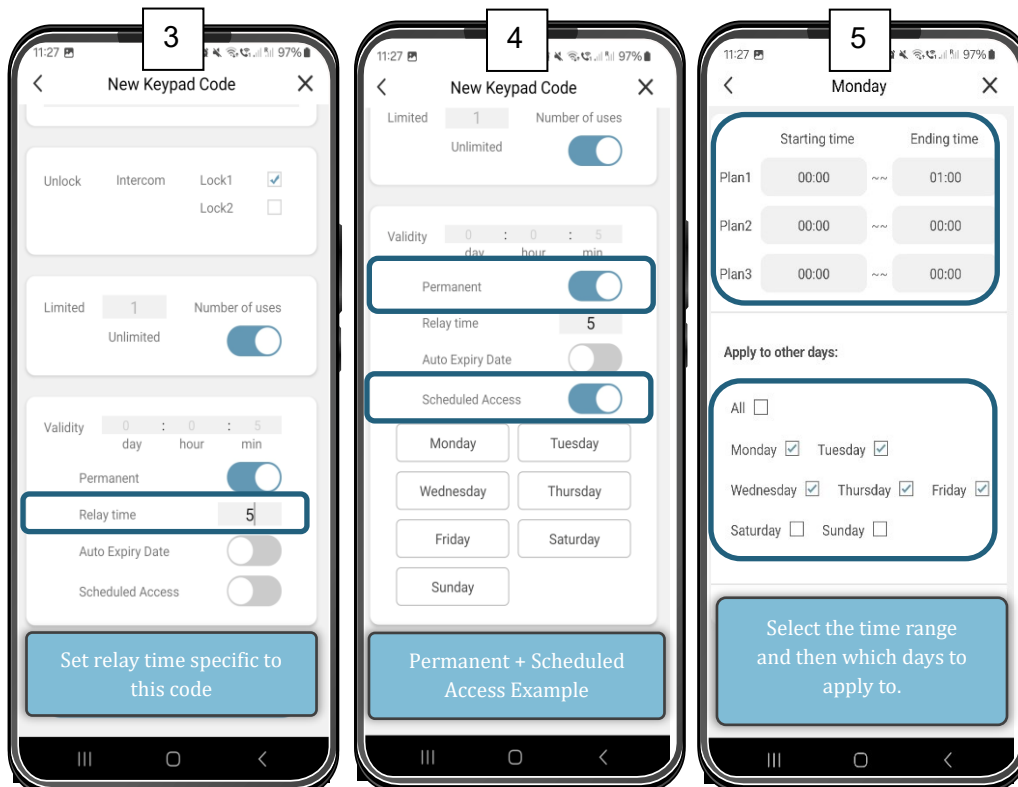 3
11:27 97%
New Keypad Code
Unlock Intercom Lock1
Lock2
Limited 1 Number of uses
Unlimited
Validity 0 : 0 : 5
day hour min
Permanent
Relay time 5
Auto Expiry Date
Scheduled Access
Set relay time specific to
this code
4
11:27 97%
New Keypad Code
Limited 1 Number of uses
Unlimited
Validity 0 : 0 : 5
day hour min
Permanent
Relay time 5
Auto Expiry Date
Scheduled Access
Monday Tuesday
Wednesday Thursday
Friday Saturday
Sunday
Permanent + Scheduled
Access Example
5
11:27 97%
Monday
Starting time Ending time
Plan1 00:00 ~~ 01:00
Plan2 00:00 ~~ 00:00
Plan3 00:00 ~~ 00:00
Apply to other days:
All
Monday Tuesday
Wednesday Thursday Friday
Saturday Sunday
Select the time range
and then which days to
apply to.